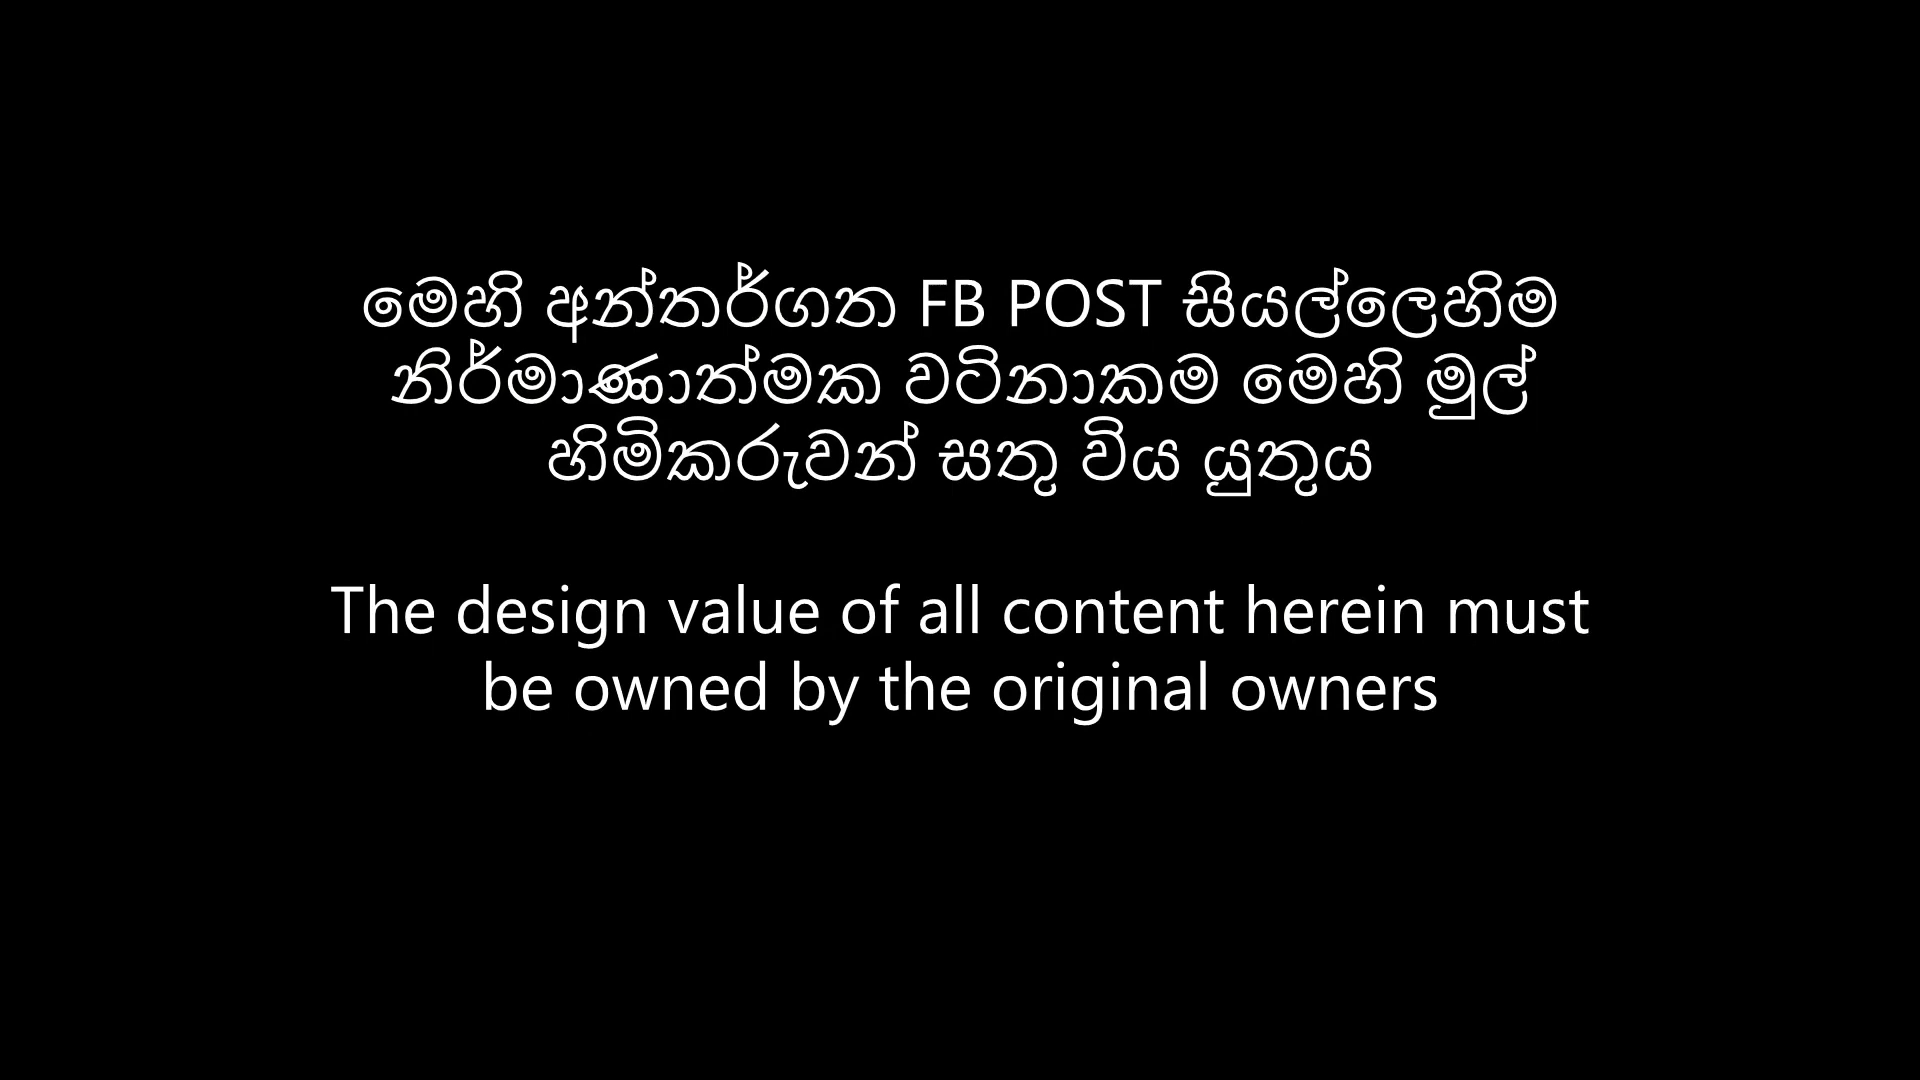 මෙහි අන්තර්ගත FB POST සියල්ලෙහිම
නිර්මාණාත්මක වටිනාකම මෙහි මුල්
හිමිකරුවන් සතු විය යුතුය
The design value of all content herein must
be owned by the original owners